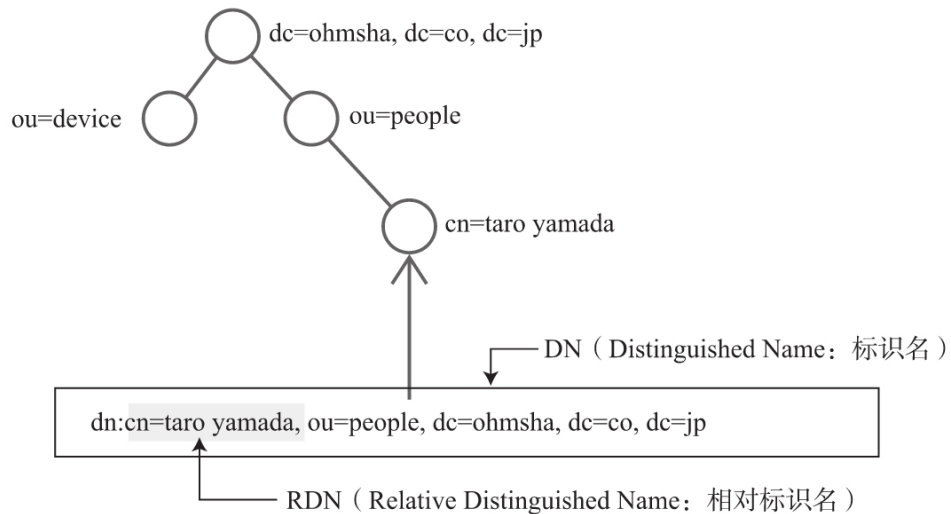 dc=ohmsha, dc=co, dc=jp
ou=device
ou=people
cn=taro yamada
DN（Distinguished Name：标识名）
dn:cn=taro yamada, ou=people, dc=ohmsha, dc=co, dc=jp
RDN（Relative Distinguished Name：相对标识名）